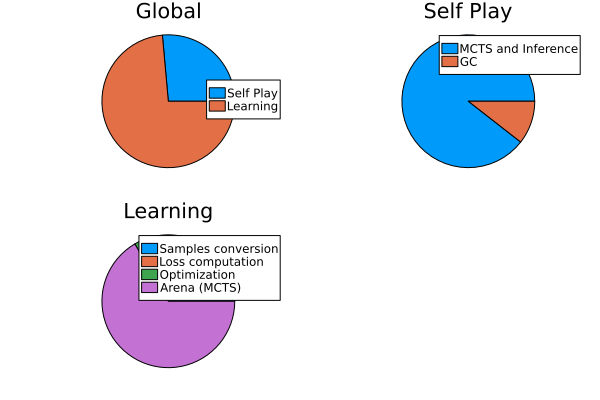 Global
Self Play
Learning
Self Play
MCTS and Inference
GC
Learning
Samples conversion
Loss computation
Optimization
Arena (MCTS)